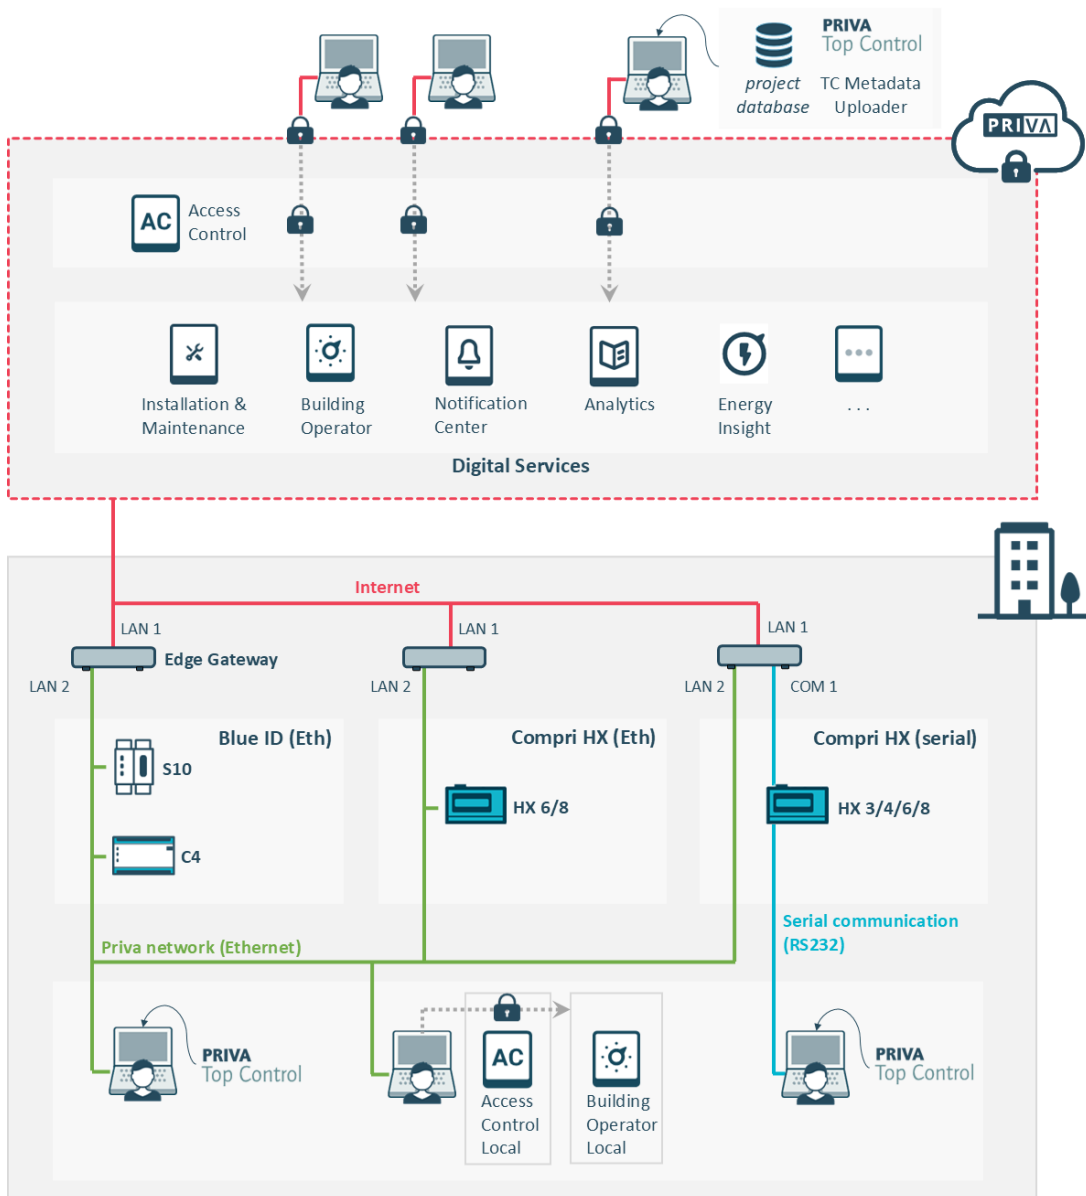 PRIVA
Top Control
project
database
TC Metadata
Uploader
PRIVA
AC
Access
Control
Installation &
Maintenance
Building
Operator
Notification
Center
Analytics
Energy
Insight
. . .
Digital Services
Internet
LAN 1
LAN 1
LAN 1
Edge Gateway
LAN 2
LAN 2
LAN 2
COM 1
Blue ID (Eth)
Compri HX (Eth)
Compri HX (serial)
S10
HX 6/8
HX 3/4/6/8
C4
Serial communication
(RS232)
Priva network (Ethernet)
PRIVA
Top Control
AC
Access
Control
Local
Building
Operator
Local
PRIVA
Top Control